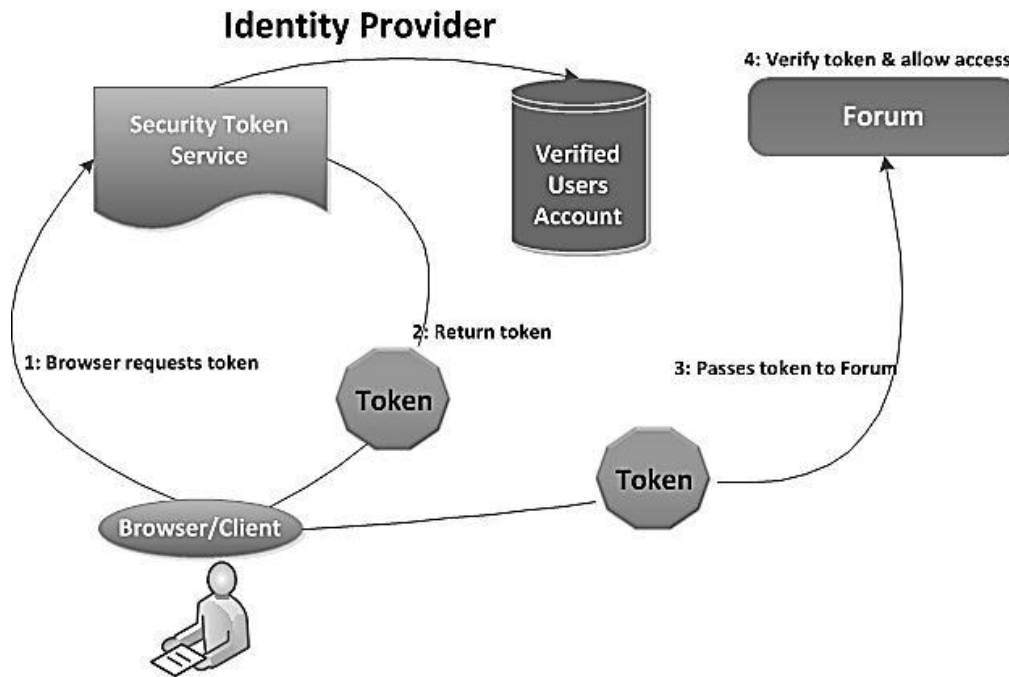 Identity Provider
4: Verify token & allow access
Security Token
Service
Verified
Users
Account
Forum
1: Browser requests token
2: Return token
Token
3: Passes token to Forum
Token
Browser/Client